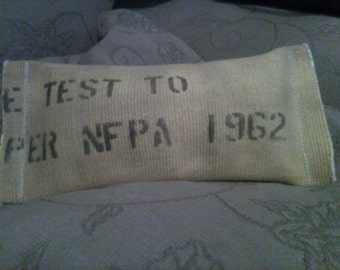 E TEST TO
PER NFPA 1962